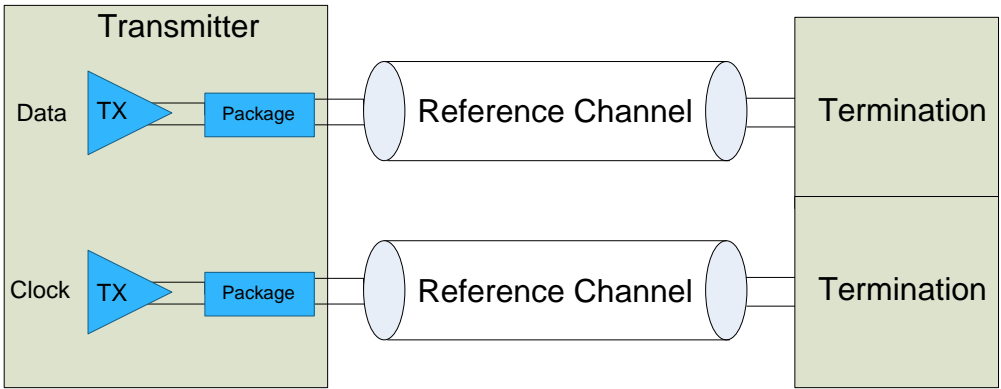 Transmitter
Data
TX
Package
Reference Channel
Termination
Clock
TX
Package
Reference Channel
Termination